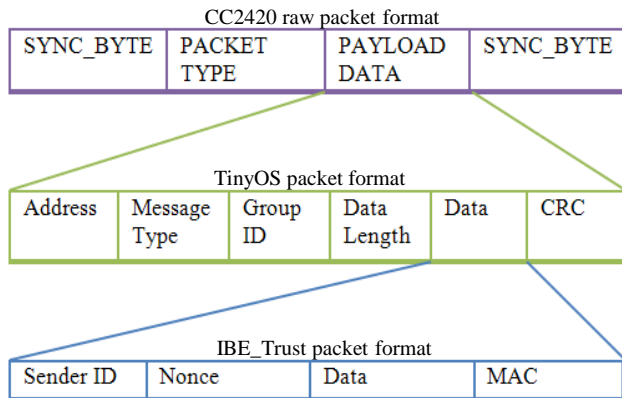 CC2420 raw packet format
SYNC_BYTE PACKET TYPE PAYLOAD DATA SYNC_BYTE
TinyOS packet format
Address Message Type Group ID Data Length Data CRC
IBE_Trust packet format
Sender ID Nonce Data MAC